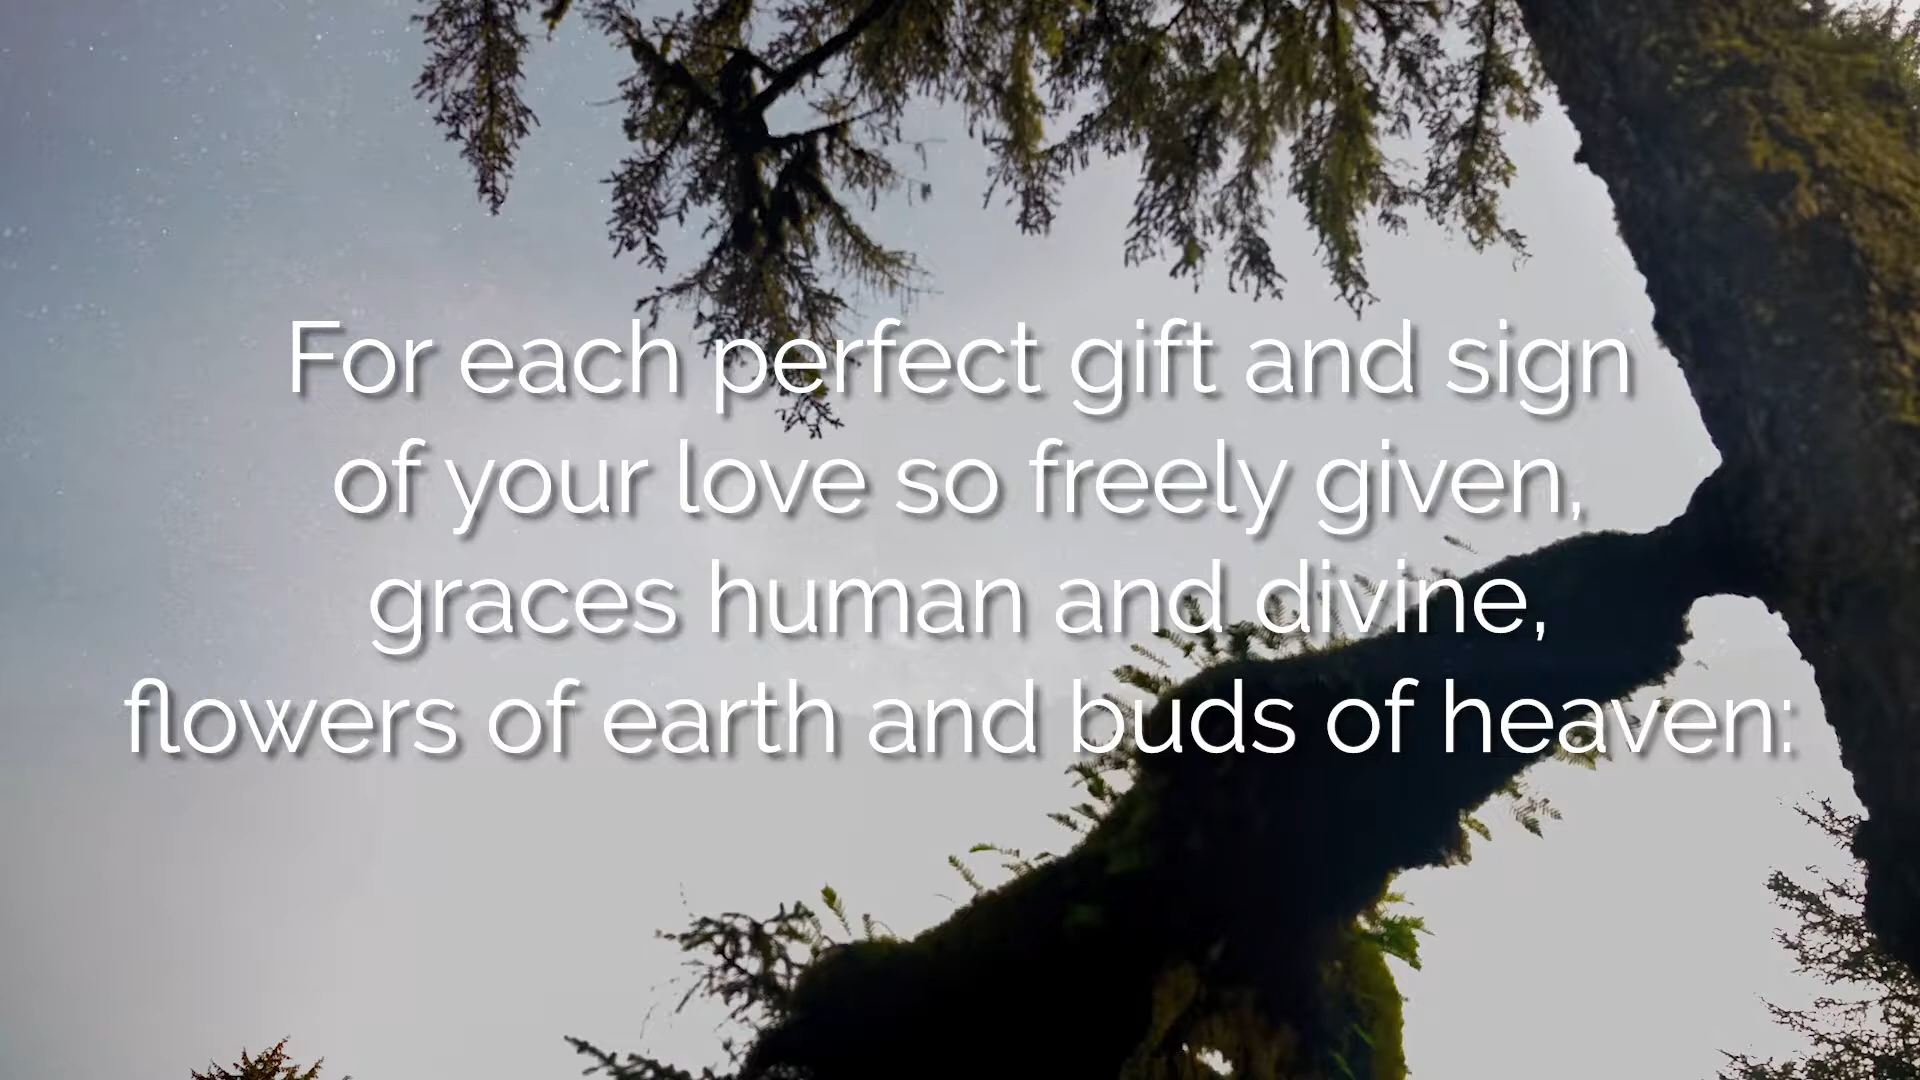 For each perfect gift and sign
of your love so freely given,
graces human and divine,
flowers of earth and buds of heaven: